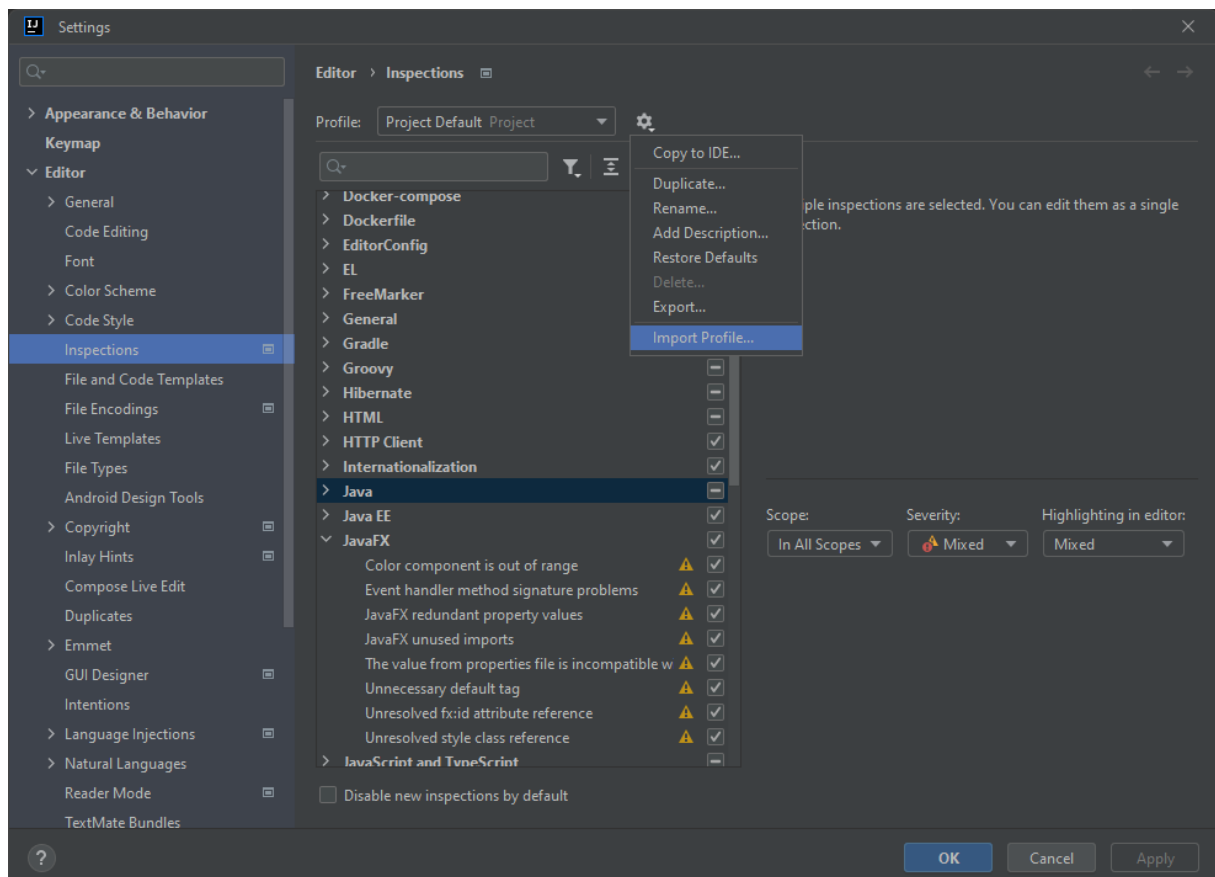 IJ Settings
Appearance & Behavior
Keymap
Editor
General
Code Editing
Font
Color Scheme
Code Style
Inspections
File and Code Templates
File Encodings
Live Templates
File Types
Android Design Tools
Copyright
Inlay Hints
Compose Live Edit
Duplicates
Emmet
GUI Designer
Intentions
Language Injections
Natural Languages
Reader Mode
TextMate Bundles
Editor › Inspections
Profile: Project Default Project
Copy to IDE...
Duplicate...
Rename...
Add Description...
Restore Defaults
Delete...
Export...
Import Profile...
Docker-compose
Dockerfile
EditorConfig
EL
FreeMarker
General
Gradle
Groovy
Hibernate
HTML
HTTP Client
Internationalization
Java
Java EE
JavaFX
Color component is out of range
Event handler method signature problems
JavaFX redundant property values
JavaFX unused imports
The value from properties file is incompatible w
Unnecessary default tag
Unresolved fx:id attribute reference
Unresolved style class reference
JavaScript and TypeScript
Disable new inspections by default
ple inspections are selected. You can edit them as a single
ction.
Scope: Severity: Highlighting in editor:
In All Scopes Mixed Mixed
? OK Cancel Apply